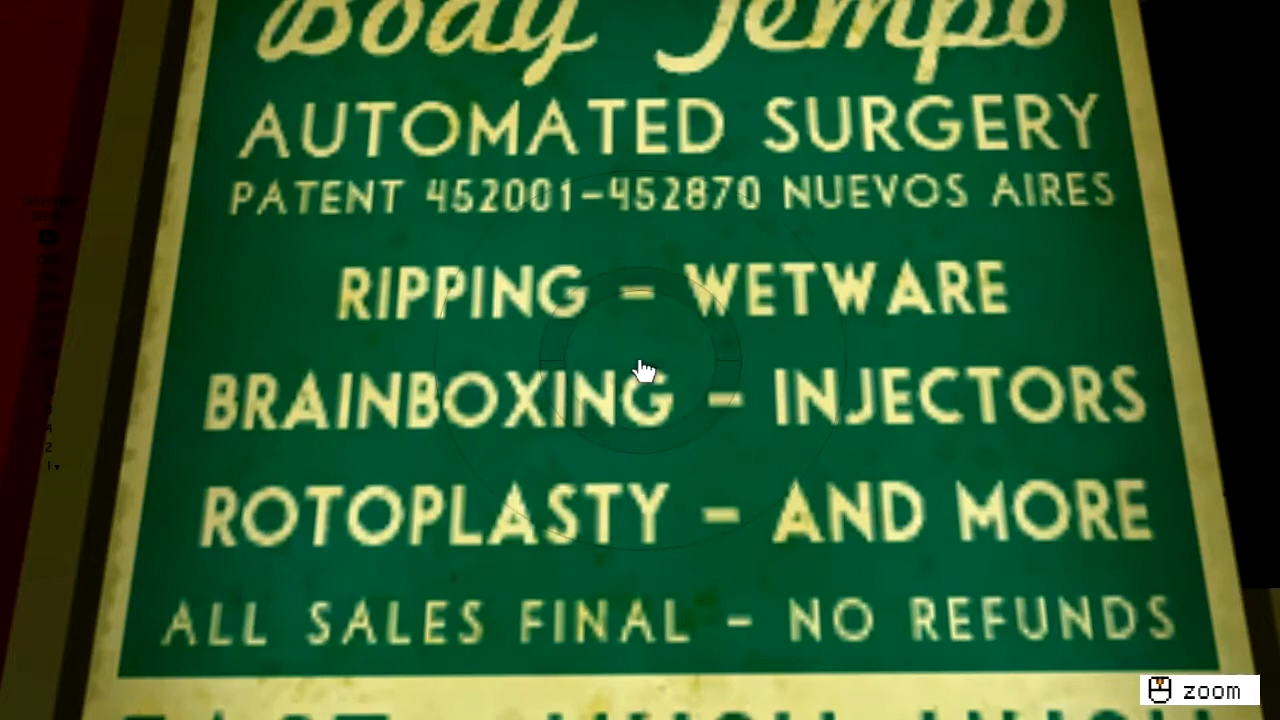 Body Tempo
AUTOMATED SURGERY
PATENT 452001-452870 NUEVOS AIRES
RIPPING - WETWARE
BRAINBOXING - INJECTORS
ROTOPLASTY - AND MORE
ALL SALES FINAL - NO REFUNDS
zoom